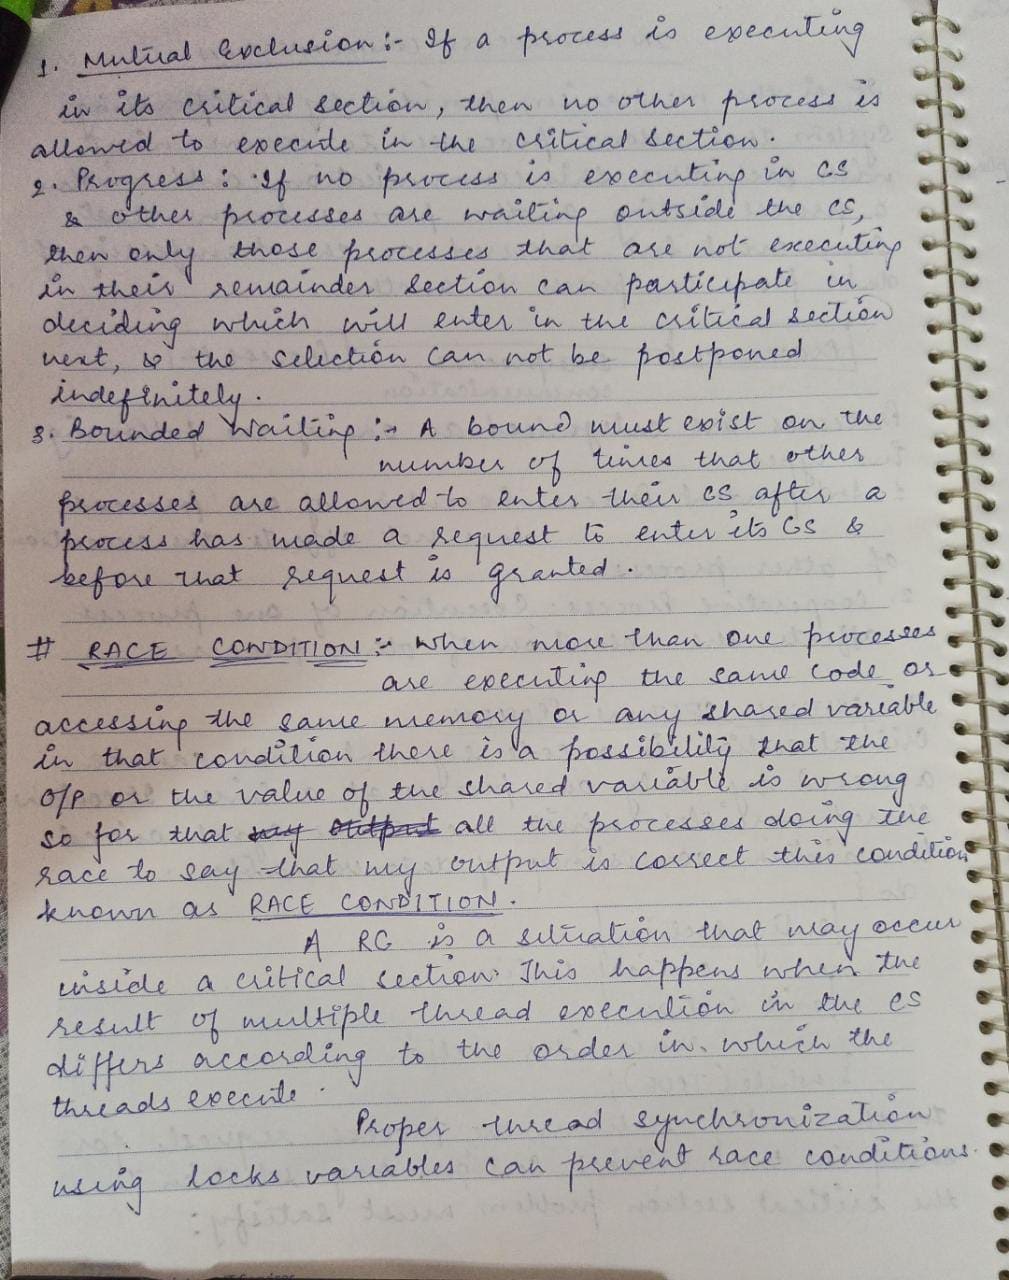 1. Mutual Exclusion :- If a process is executing
in its critical section, then no other process is
allowed to execute in the critical section.
2. Progress : If no process is executing in CS
& other processes are waiting outside the CS,
then only those processes that are not executing
in their remainder section can participate in
deciding which will enter in the critical section
next, & the selection can not be postponed
indefinitely.
3. Bounded Waiting :- A bound must exist on the
number of times that other
processes are allowed to enter their CS after a
process has made a request to enter its CS &
before that request is granted.
# RACE CONDITION :- When more than one processes
are executing the same code or
accessing the same memory or any shared variable
in that condition there is a possibility that the
O/P or the value of the shared variable is wrong
so for that my output all the processes doing the
race to say that my output is correct this condition
known as RACE CONDITION.
A RC is a situation that may occur
inside a critical section. This happens when the
result of multiple thread execution in the CS
differs according to the order in which the
threads execute.
Proper thread synchronization
using locks variables can prevent race conditions.